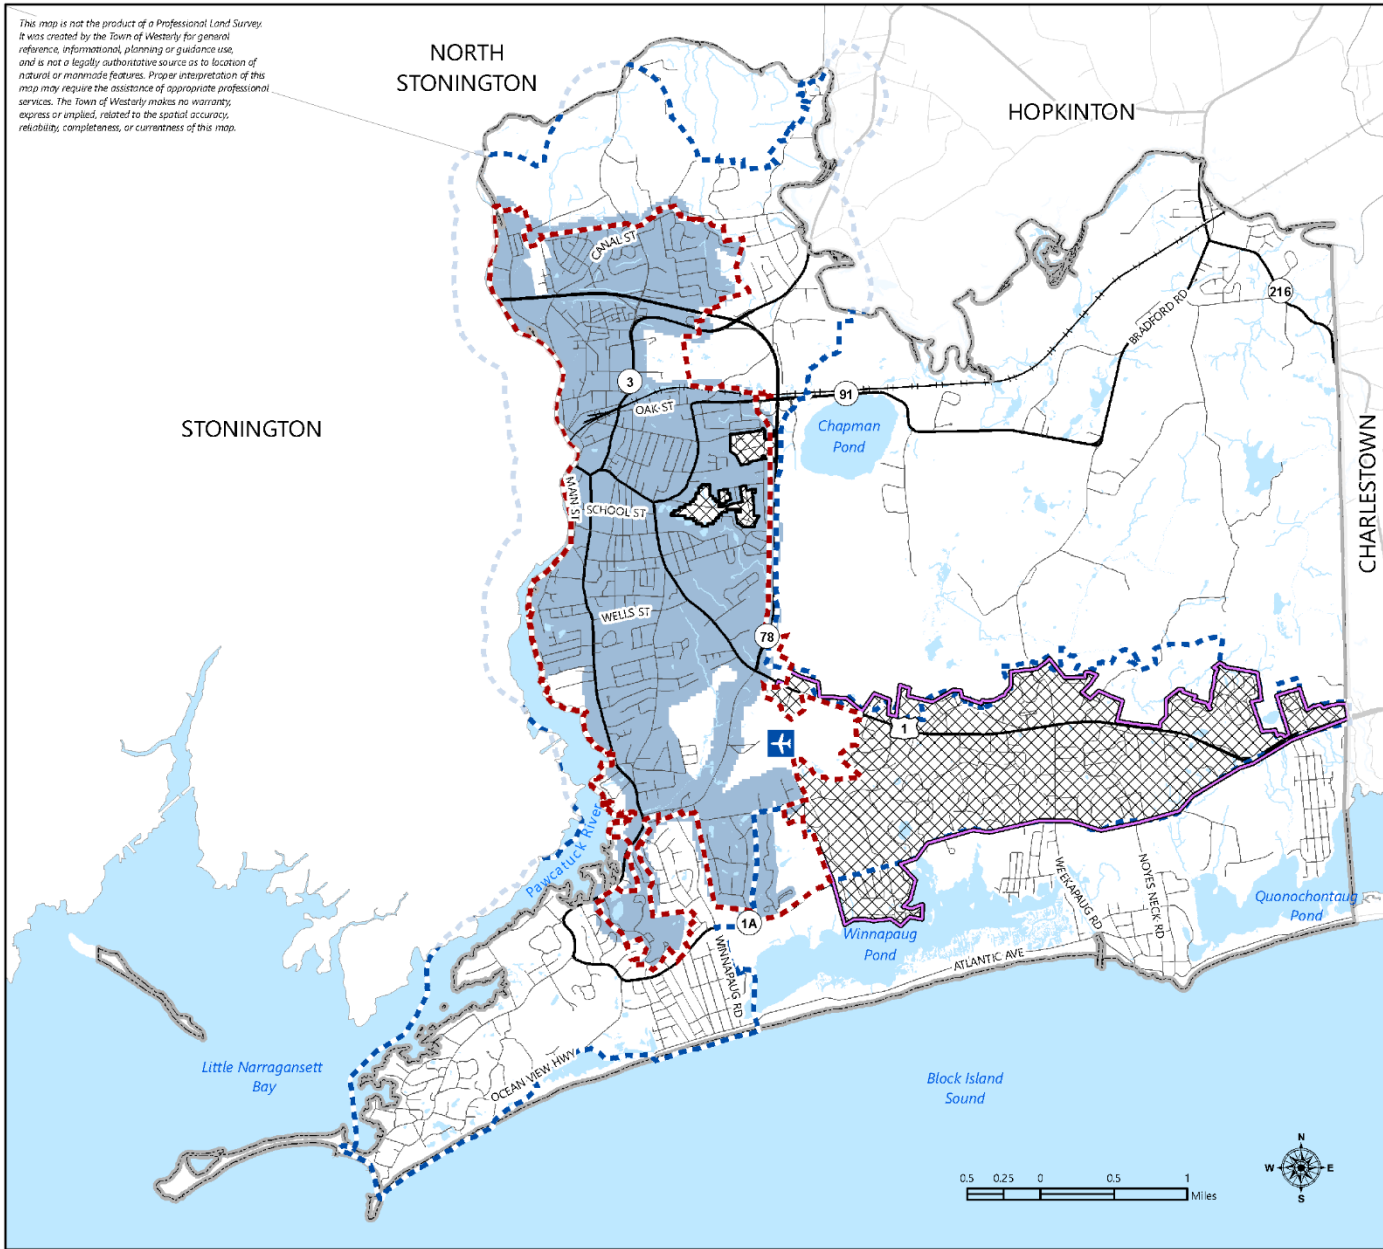 This map is not the product of a Professional Land Survey.
It was created by the Town of Westerly for general
reference, informational, planning or guidance use,
and is not a legally authoritative source as to location of
natural or manmade features. Proper interpretation of this
map may require the assistance of appropriate professional
services. The Town of Westerly makes no warranty,
express or implied, related to the spatial accuracy,
reliability, completeness, or currentness of this map.
NORTH
STONINGTON
HOPKINTON
CANAL ST
216
BRADFORD RD
3
91
OAK ST
STONINGTON
Chapman
Pond
CHARLESTOWN
MAIN ST
SCHOOL ST
WELLS ST
78
1
Pawcatuck River
WEEKAPAUG RD
NOYES NECK RD
Quonochontaug
Pond
1A
Winnapaug
Pond
WINNAPAUG RD
ATLANTIC AVE
Little Narragansett
Bay
OCEAN VIEW HWY
Block Island
Sound
N
W
E
S
0.5
0.25
0
0.5
1
Miles